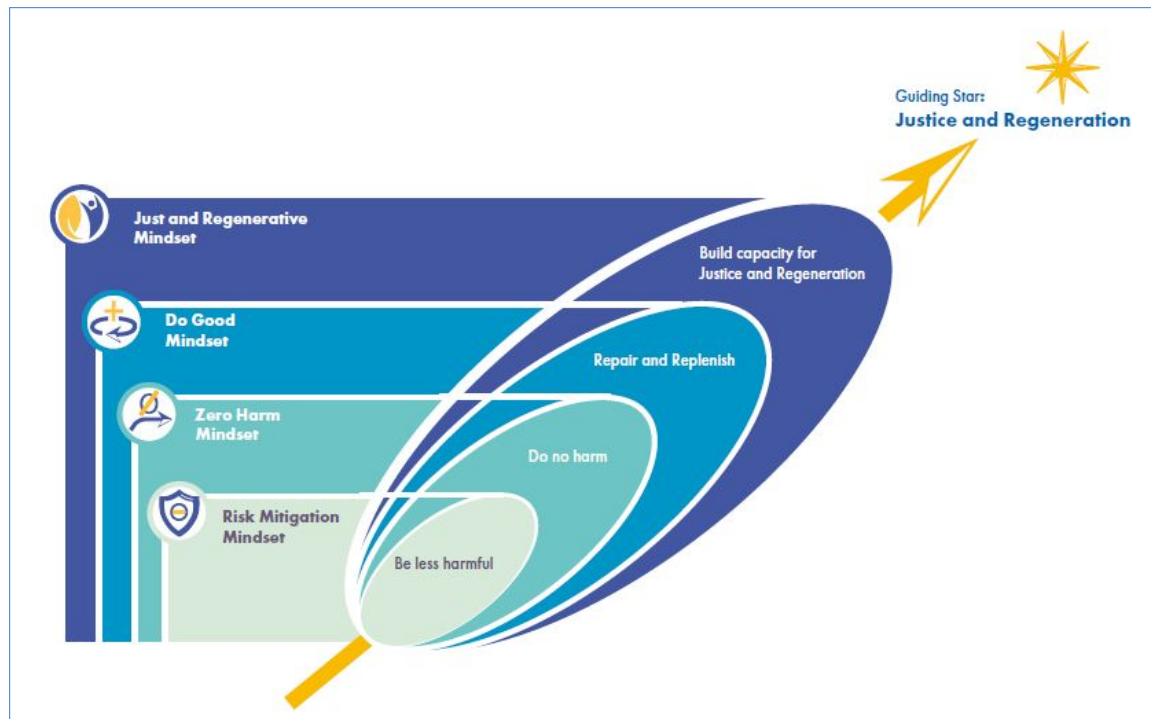 Guiding Star:
Justice and Regeneration
Just and Regenerative
Mindset
Build capacity for
Justice and Regeneration
Do Good
Mindset
Repair and Replenish
Zero Harm
Mindset
Do no harm
Risk Mitigation
Mindset
Be less harmful